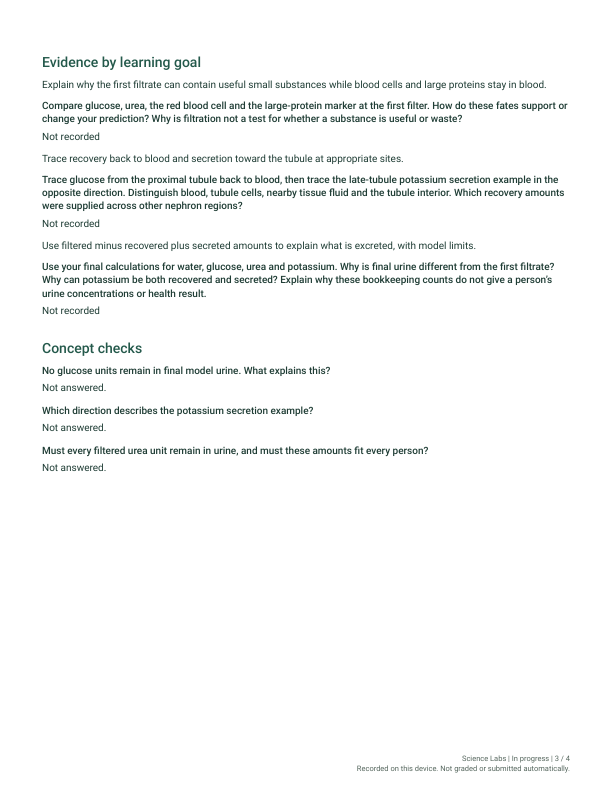 Evidence by learning goal
Explain why the first filtrate can contain useful small substances while blood cells and large proteins stay in blood.
Compare glucose, urea, the red blood cell and the large-protein marker at the first filter. How do these fates support or
change your prediction? Why is filtration not a test for whether a substance is useful or waste?
Not recorded
Trace recovery back to blood and secretion toward the tubule at appropriate sites.
Trace glucose from the proximal tubule back to blood, then trace the late-tubule potassium secretion example in the
opposite direction. Distinguish blood, tubule cells, nearby tissue fluid and the tubule interior. Which recovery amounts
were supplied across other nephron regions?
Not recorded
Use filtered minus recovered plus secreted amounts to explain what is excreted, with model limits.
Use your final calculations for water, glucose, urea and potassium. Why is final urine different from the first filtrate?
Why can potassium be both recovered and secreted? Explain why these bookkeeping counts do not give a person's
urine concentrations or health result.
Not recorded
Concept checks
No glucose units remain in final model urine. What explains this?
Not answered.
Which direction describes the potassium secretion example?
Not answered.
Must every filtered urea unit remain in urine, and must these amounts fit every person?
Not answered.
Science Labs | In progress | 3 / 4
Recorded on this device. Not graded or submitted automatically.